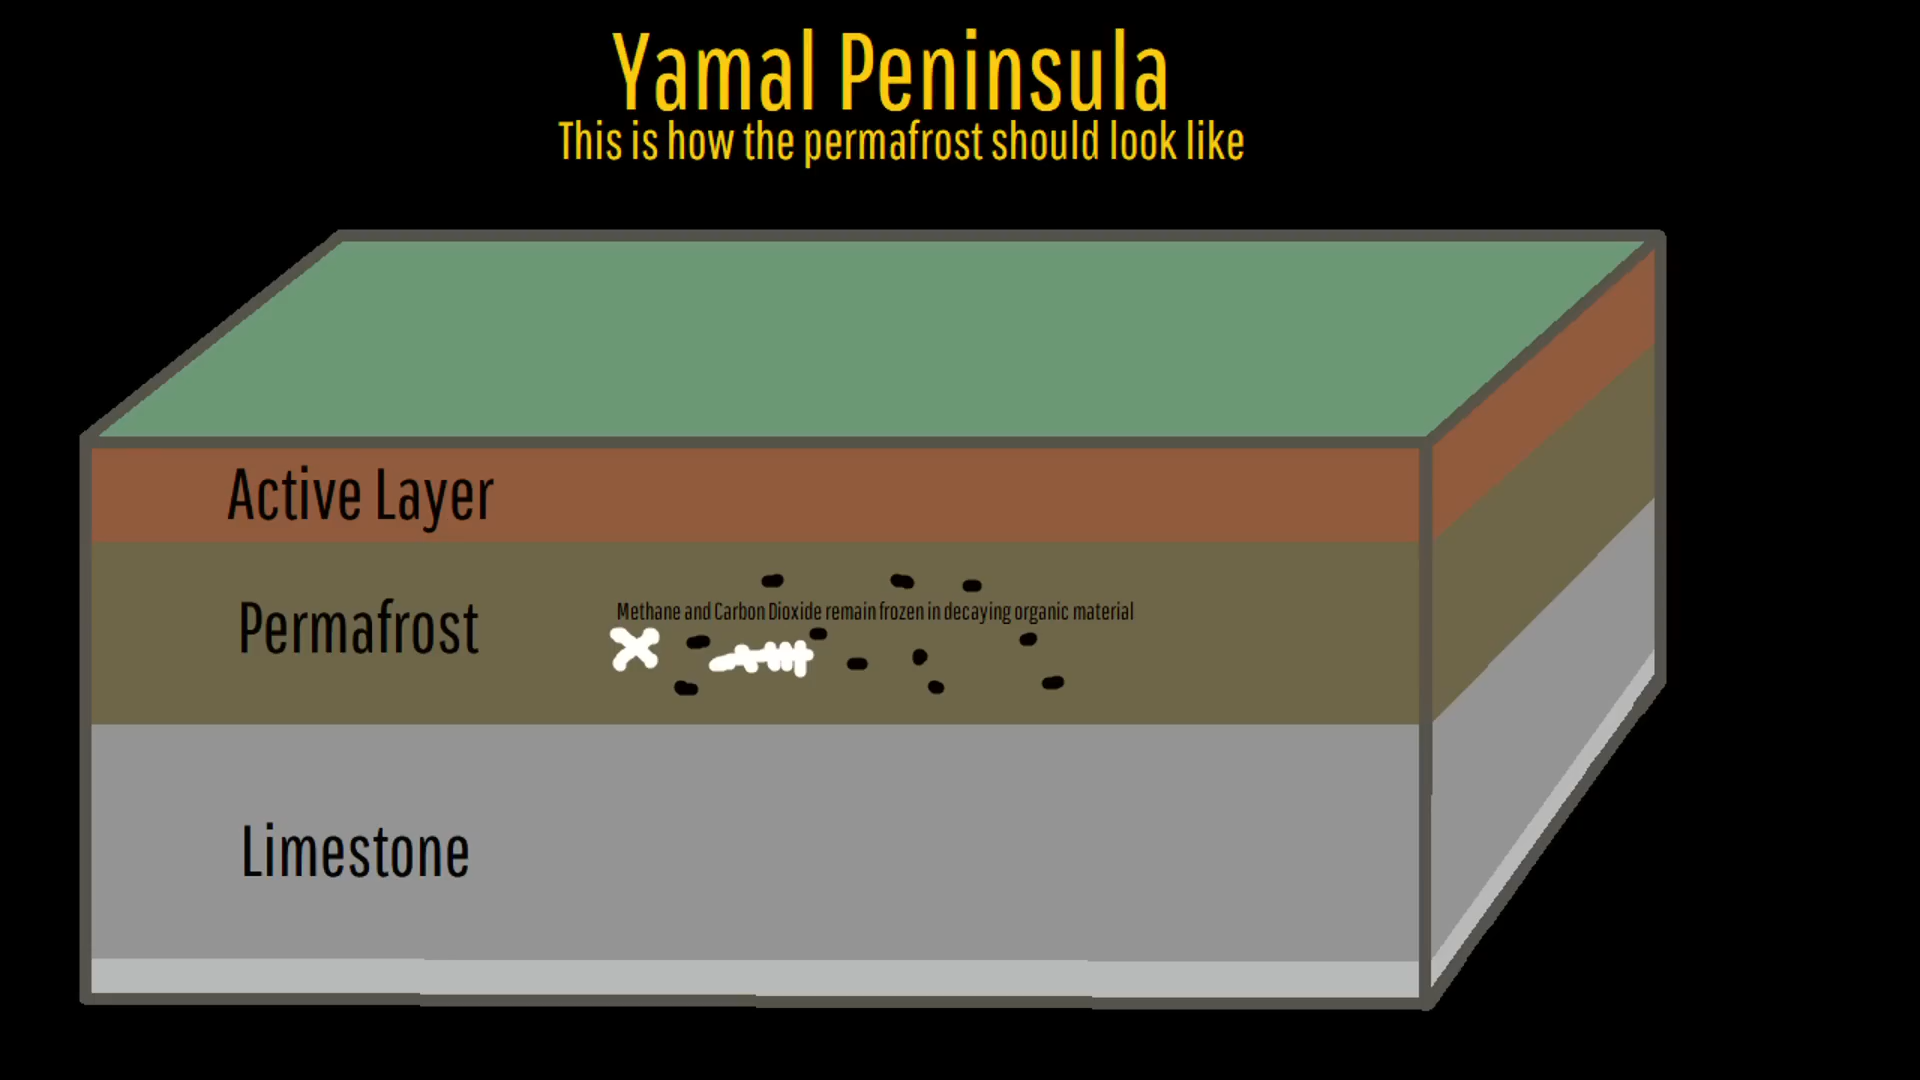 Yamal Peninsula
This is how the permafrost should look like
Active Layer
Methane and Carbon Dioxide remain frozen in decaying organic material
Permafrost
Limestone